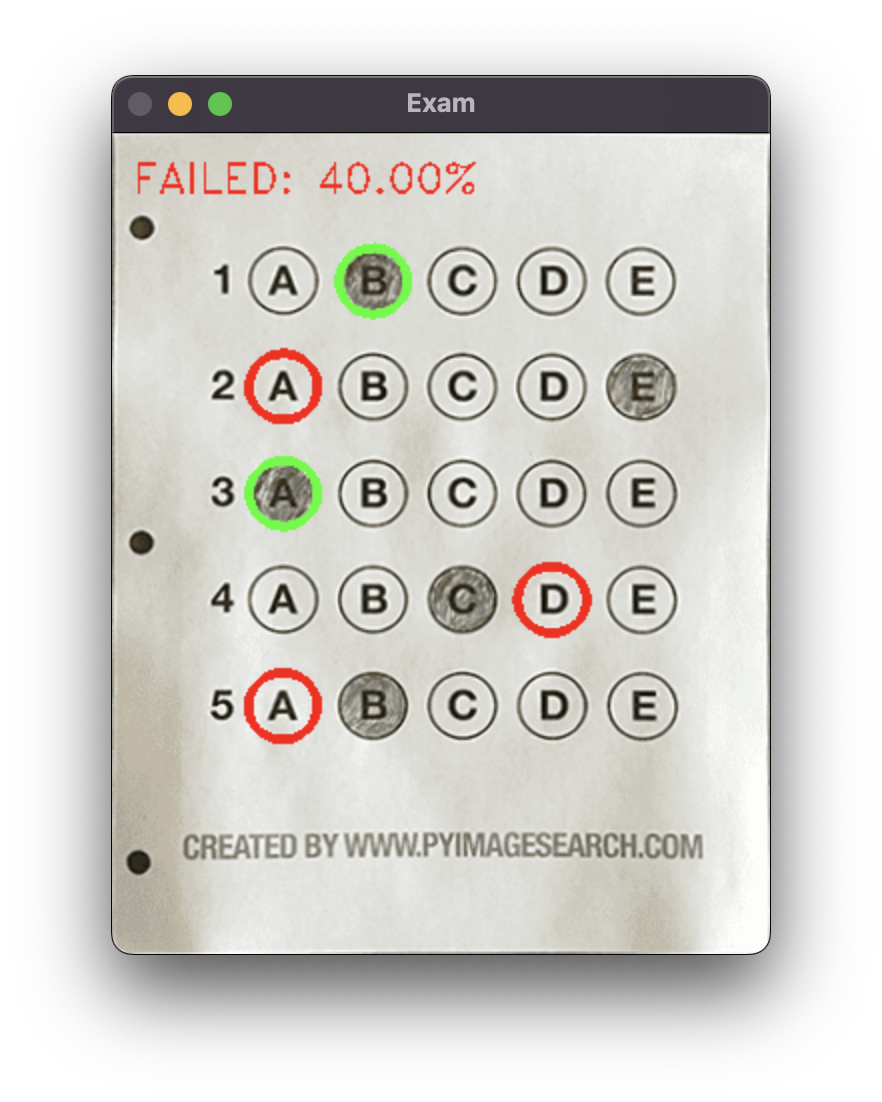 Exam
FAILED: 40.00%
1 A B C D E
2 A B C D E
3 A B C D E
4 A B C D E
5 A B C D E
CREATED BY WWW.PYIMAGESEARCH.COM